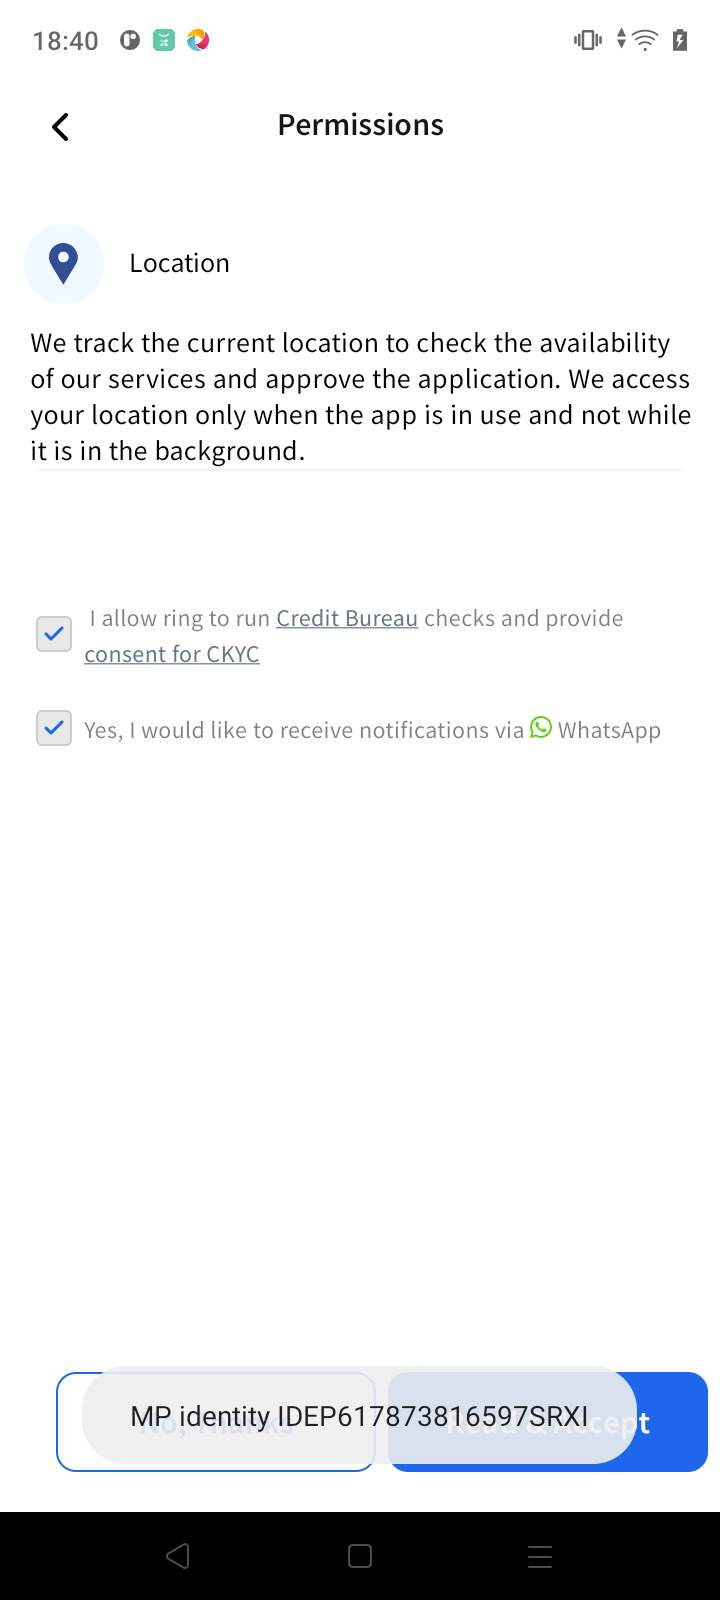 18:40
Permissions
Location
We track the current location to check the availability
of our services and approve the application. We access
your location only when the app is in use and not while
it is in the background.
I allow ring to run Credit Bureau checks and provide
consent for CKYC
Yes, I would like to receive notifications via WhatsApp
No, Thanks
Read & Accept
MP identity IDEP617873816597SRXI